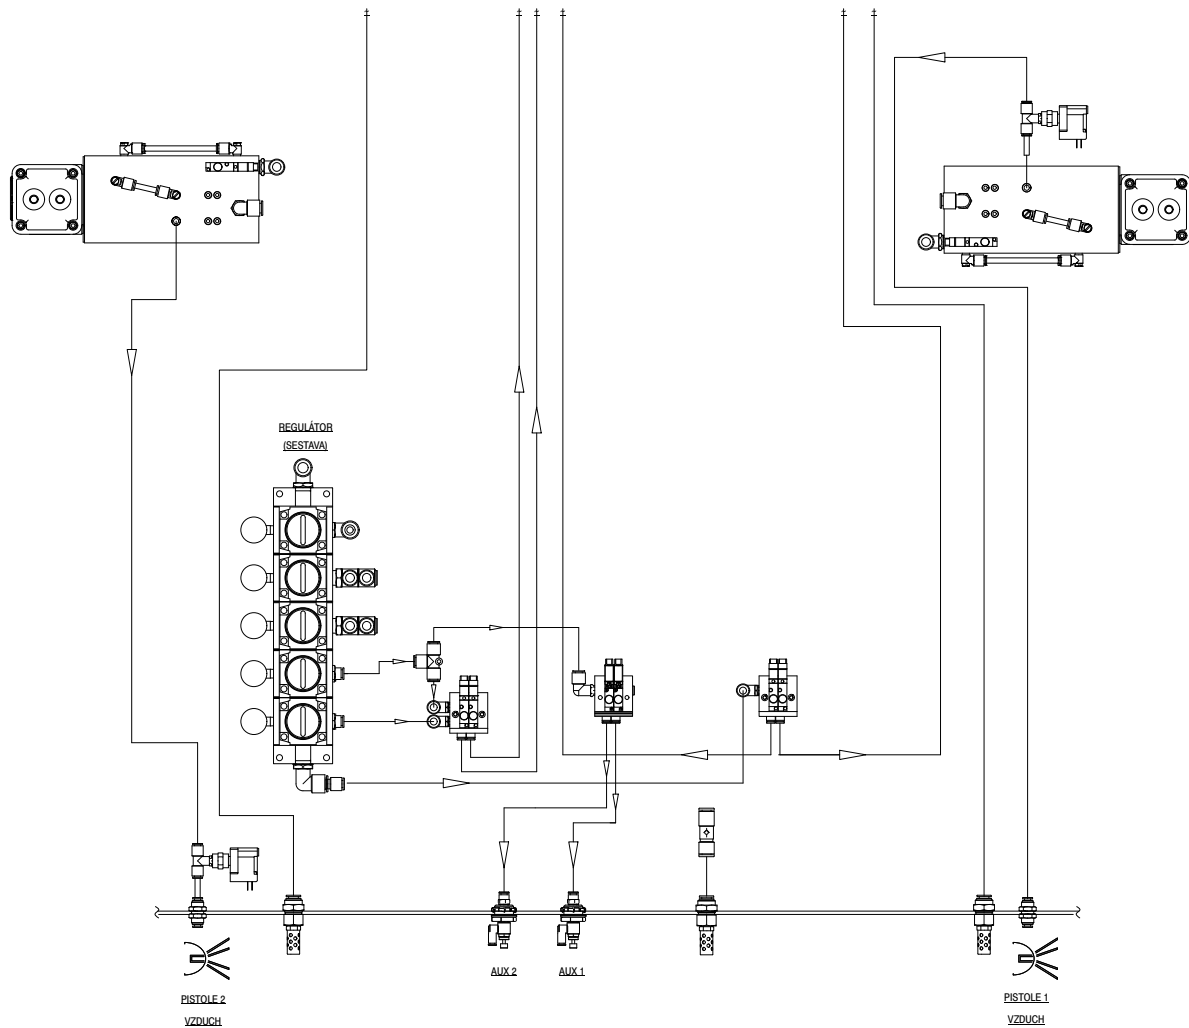 REGULÁTOR
(SESTAVA)
AUX 2
AUX 1
PISTOLE 2
VZDUCH
PISTOLE 1
VZDUCH